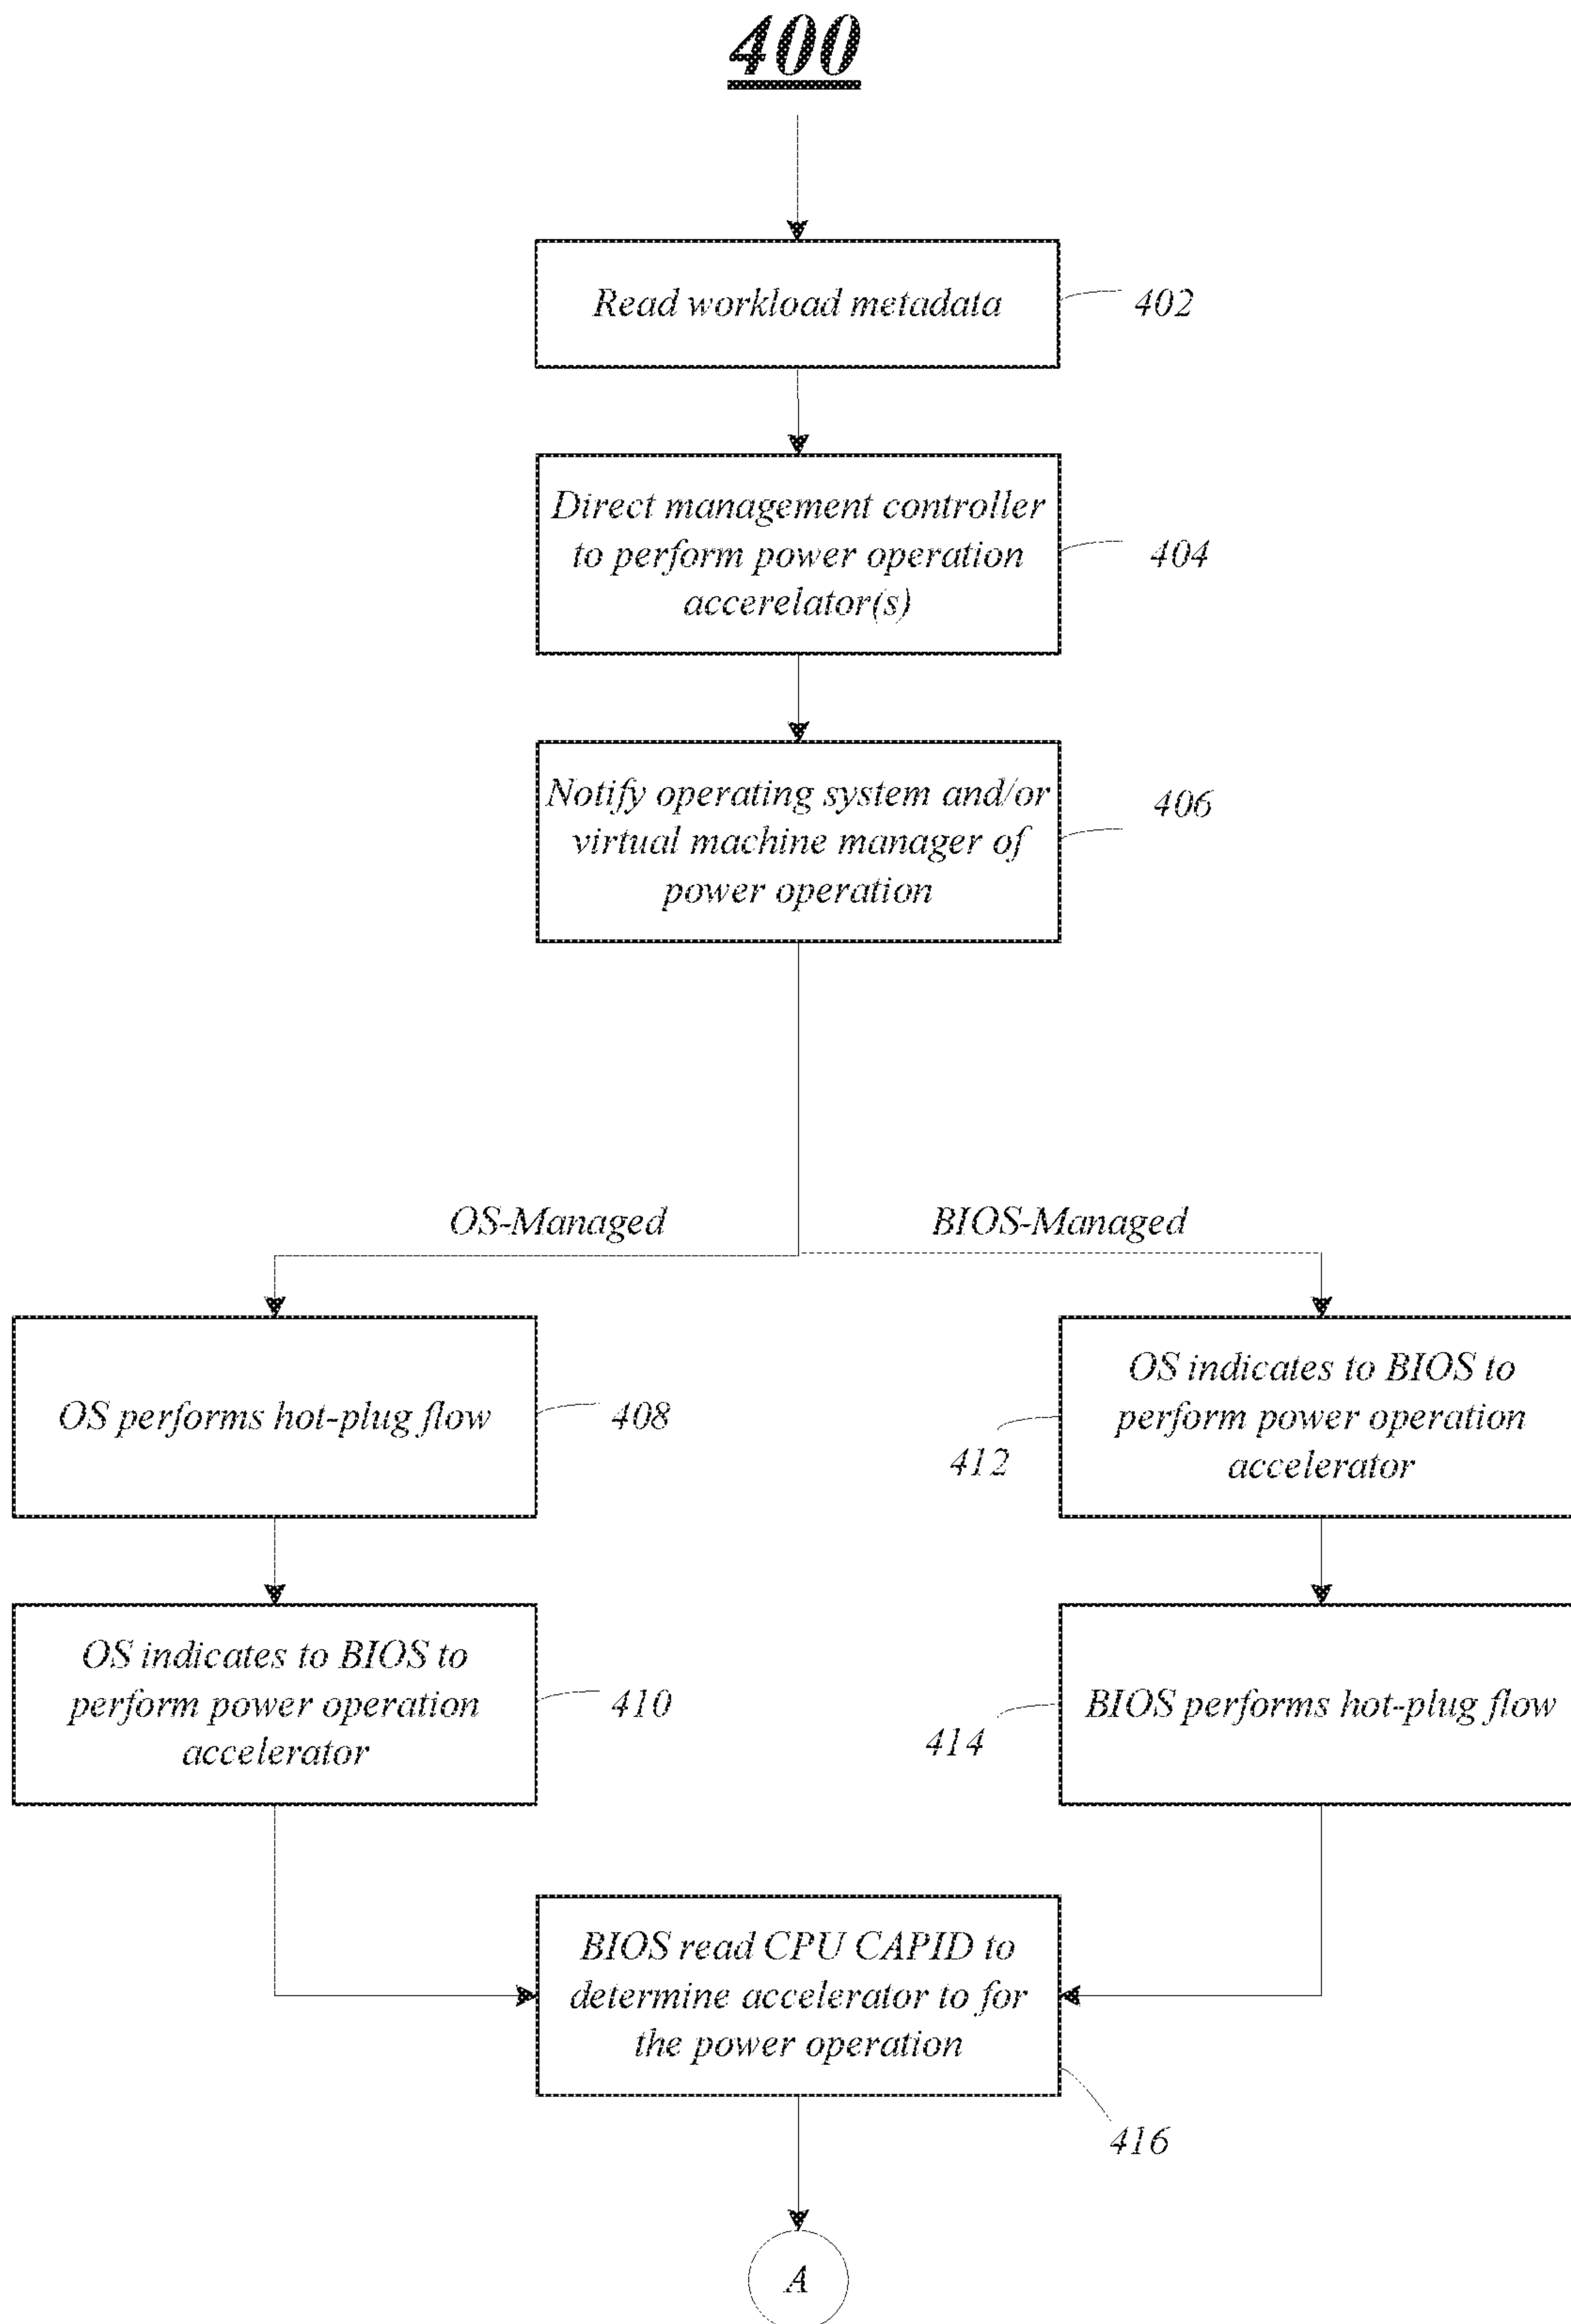 400
Read workload metadata
402
Direct management controller
to perform power operation
accerelator(s)
404
Notify operating system and/or
virtual machine manager of
power operation
406
OS-Managed
BIOS-Managed
OS performs hot-plug flow
408
OS indicates to BIOS to
perform power operation
accelerator
412
OS indicates to BIOS to
perform power operation
accelerator
410
BIOS performs hot-plug flow
414
BIOS read CPU CAPID to
determine accelerator to for
the power operation
416
A